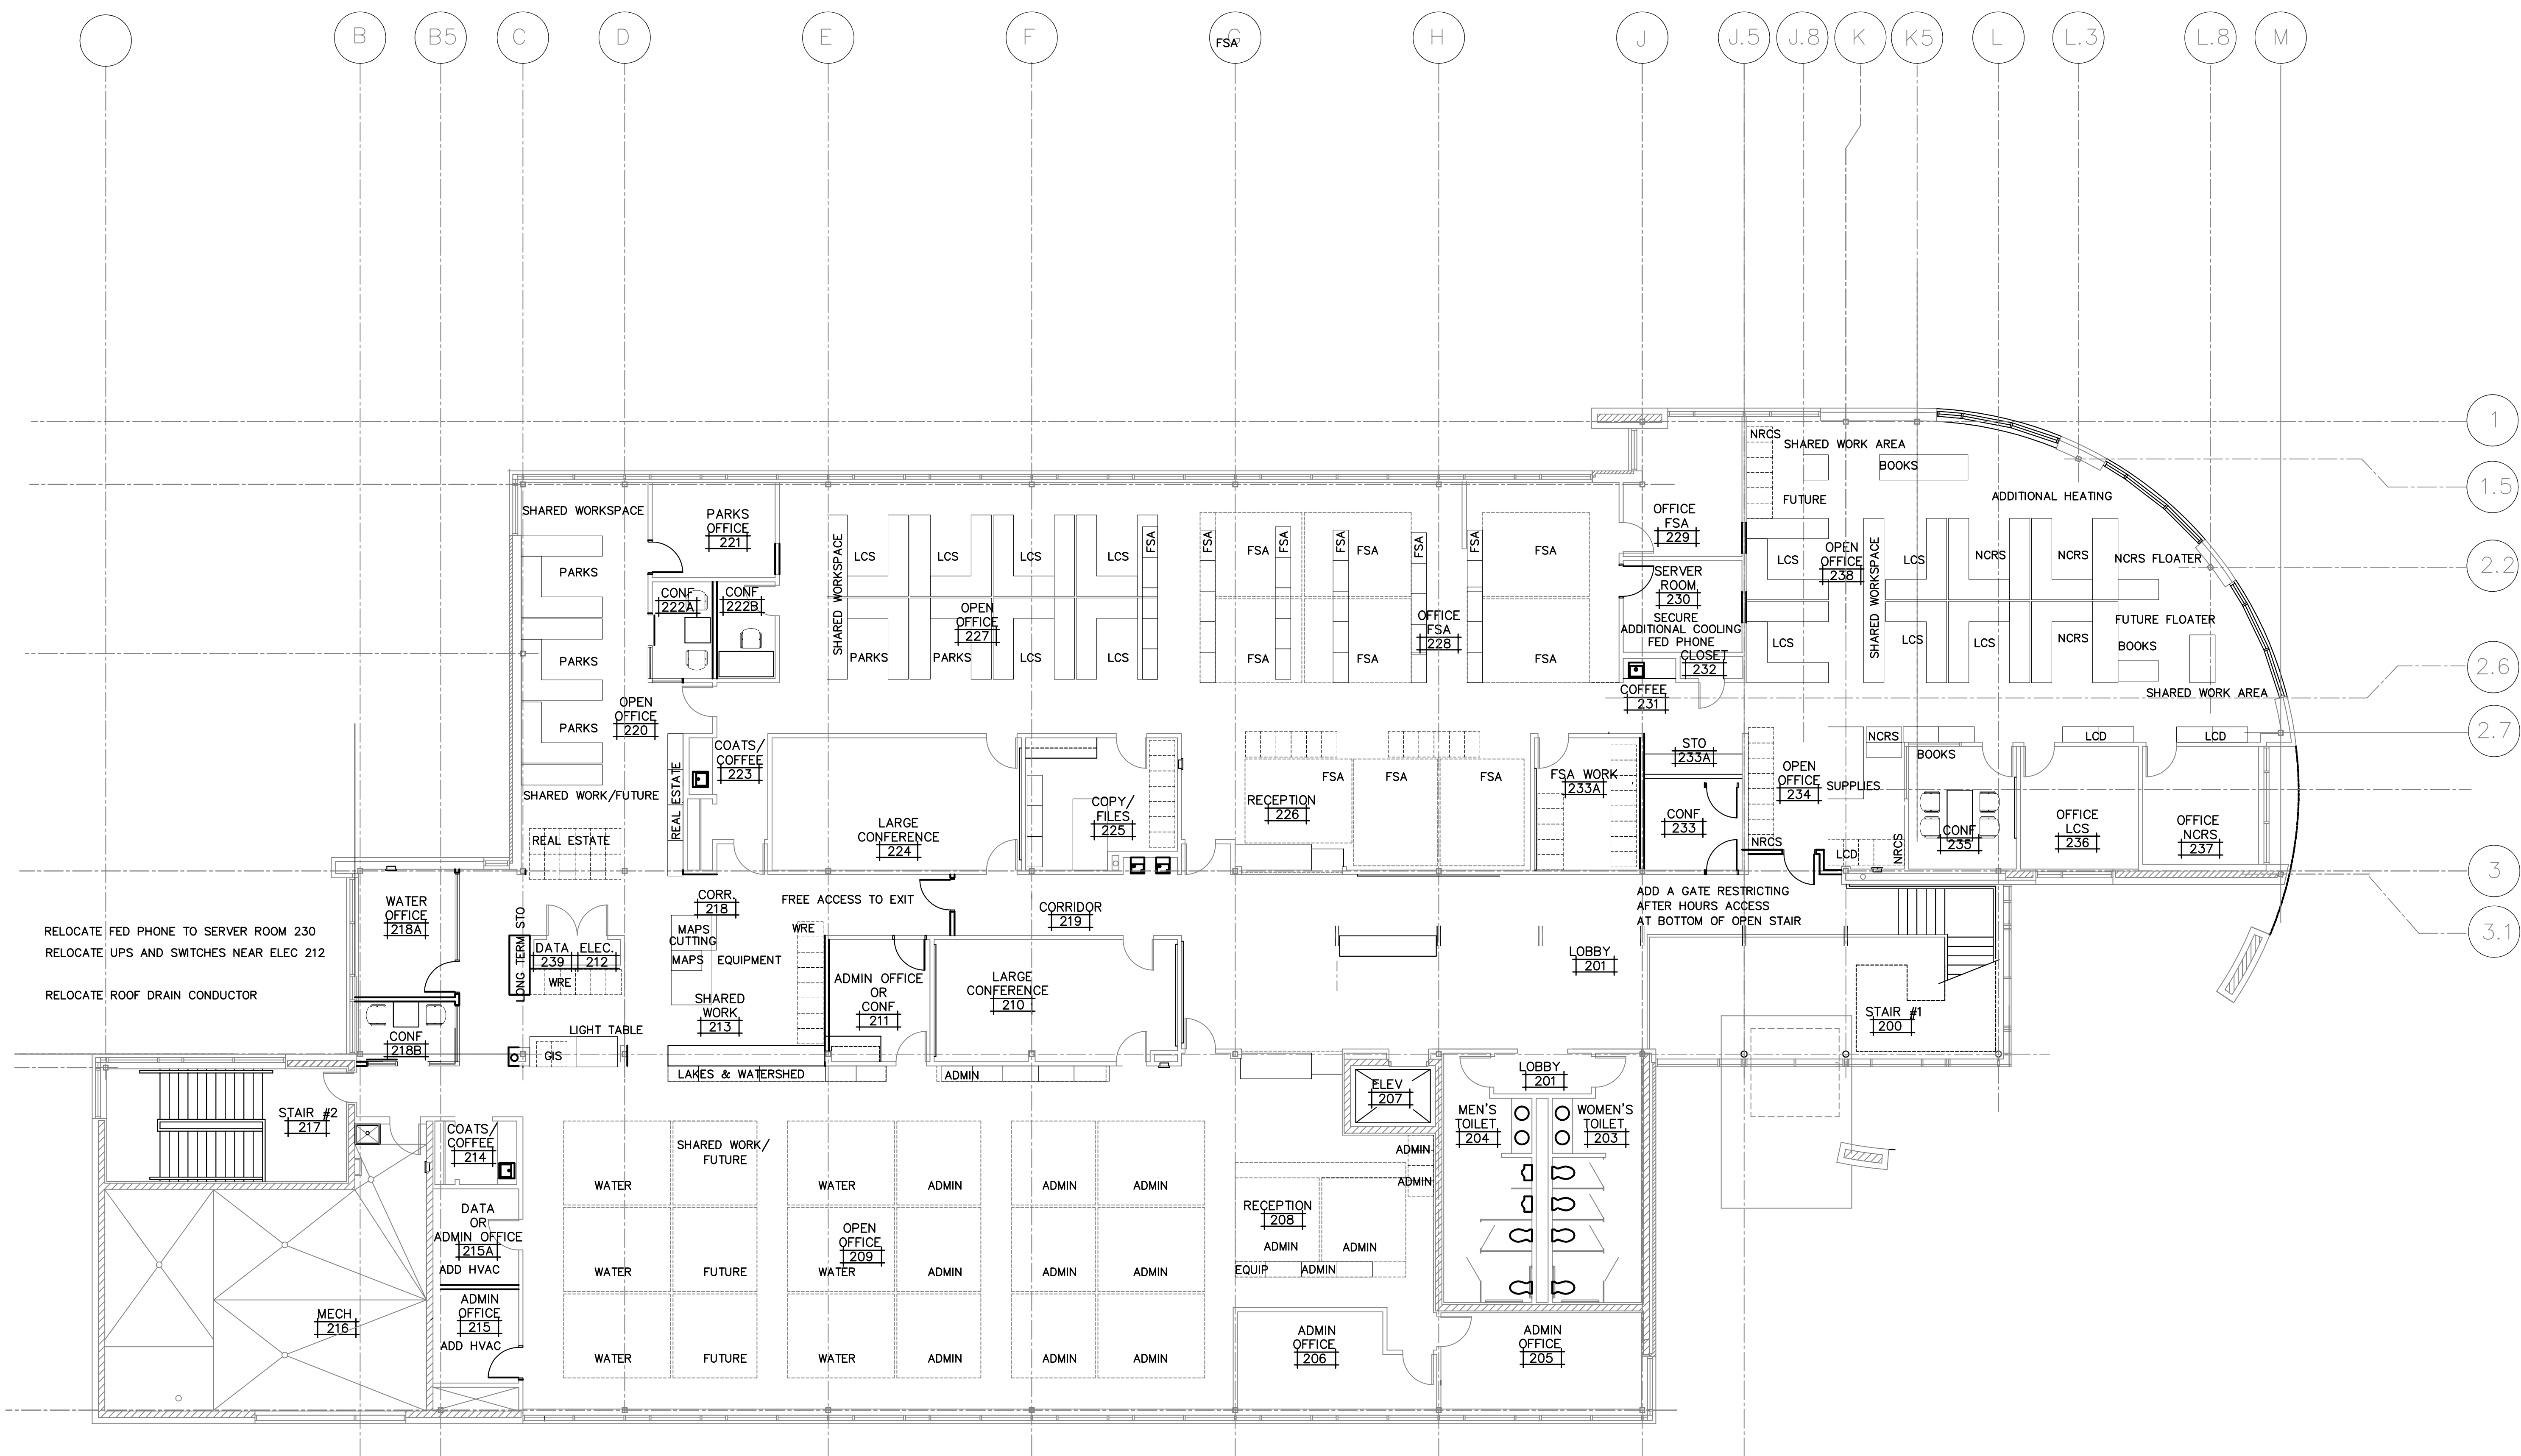 B
B5
C
D
E
F
G
FSA
H
J
J.5
J.8
K
K5
L
L.3
L.8
M
1
1.5
2.2
2.6
2.7
3
3.1
NRCS
SHARED WORK AREA
BOOKS
FUTURE
ADDITIONAL HEATING
SHARED WORKSPACE
PARKS
OFFICE
221
PARKS
CONF
222A
CONF
222B
PARKS
OPEN
OFFICE
220
PARKS
SHARED WORK/FUTURE
REAL ESTATE
REAL ESTATE
SHARED WORKSPACE
LCS
LCS
LCS
LCS
FSA
OPEN
OFFICE
227
PARKS
PARKS
LCS
LCS
FSA
FSA
FSA
FSA
FSA
FSA
FSA
FSA
FSA
OFFICE
FSA
228
FSA
FSA
FSA
OFFICE
FSA
229
SERVER
ROOM
230
SECURE
ADDITIONAL COOLING
FED PHONE
CLOSET
232
COFFEE
231
LCS
OPEN
OFFICE
238
SHARED WORKSPACE
LCS
NCRS
NCRS
NCRS FLOATER
LCS
LCS
LCS
NCRS
FUTURE FLOATER
BOOKS
SHARED WORK AREA
COATS/
COFFEE
223
LARGE
CONFERENCE
224
COPY/
FILES
225
FSA
FSA
FSA
RECEPTION
226
FSA WORK
233A
STO
233A
CONF
233
OPEN
OFFICE
234
SUPPLIES
NCRS
BOOKS
LCD
LCD
NRCS
LCD
NRCS
CONF
235
OFFICE
LCS
236
OFFICE
NCRS
237
RELOCATE FED PHONE TO SERVER ROOM 230
RELOCATE UPS AND SWITCHES NEAR ELEC 212
RELOCATE ROOF DRAIN CONDUCTOR
WATER
OFFICE
218A
CONF
218B
LONG TERM STO
DATA
239
ELEC.
212
WRE
GIS
LIGHT TABLE
CORR.
218
MAPS
CUTTING
MAPS
EQUIPMENT
SHARED
WORK
213
WRE
FREE ACCESS TO EXIT
ADMIN OFFICE
OR
CONF
211
LARGE
CONFERENCE
210
CORRIDOR
219
LAKES & WATERSHED
ADMIN
LOBBY
201
ADD A GATE RESTRICTING
AFTER HOURS ACCESS
AT BOTTOM OF OPEN STAIR
STAIR #1
200
STAIR #2
217
COATS/
COFFEE
214
DATA
OR
ADMIN OFFICE
215A
ADD HVAC
ADMIN
OFFICE
215
ADD HVAC
MECH
216
SHARED WORK/
FUTURE
WATER
WATER
ADMIN
ADMIN
ADMIN
OPEN
OFFICE
209
WATER
FUTURE
WATER
ADMIN
ADMIN
ADMIN
WATER
FUTURE
WATER
ADMIN
ADMIN
ADMIN
ELEV
207
ADMIN
ADMIN
RECEPTION
208
ADMIN
ADMIN
EQUIP
ADMIN
LOBBY
201
MEN'S
TOILET
204
WOMEN'S
TOILET
203
ADMIN
OFFICE
206
ADMIN
OFFICE
205